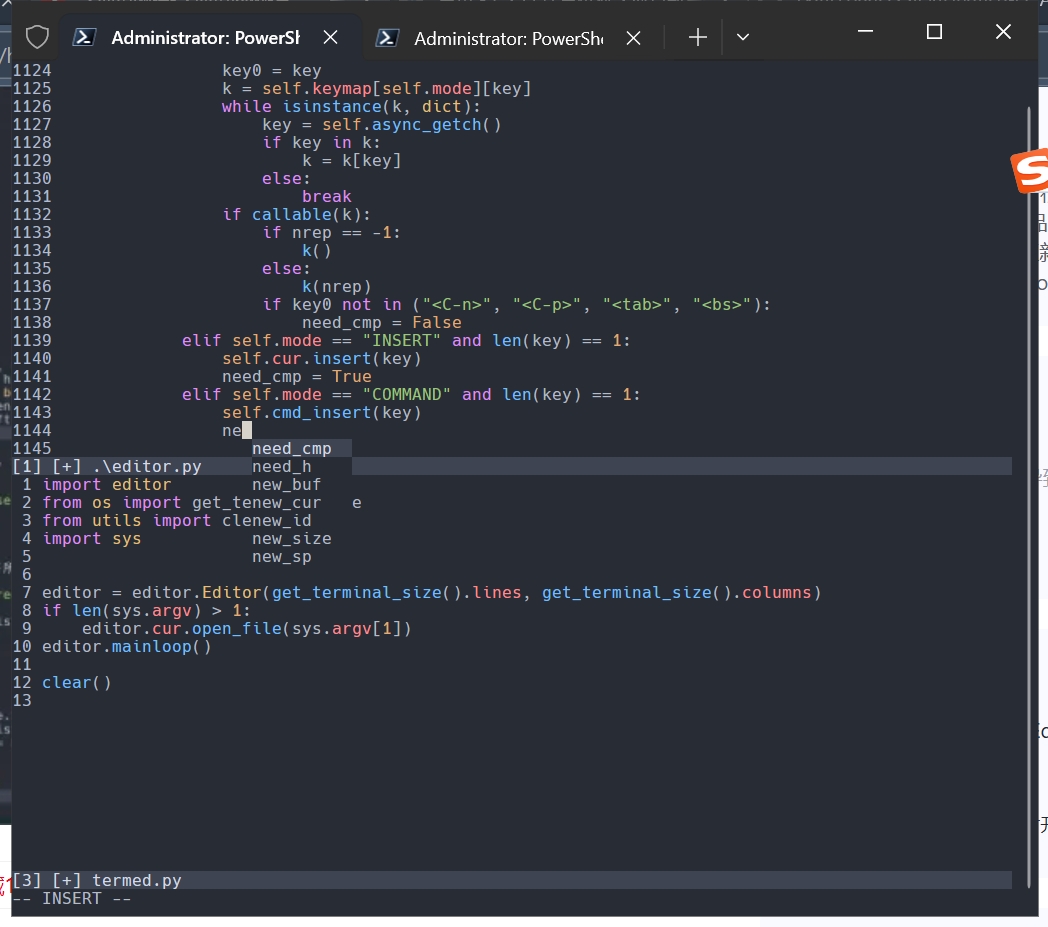 Administrator: PowerSh
Administrator: PowerShe
1124 key0 = key
1125 k = self.keymap[self.mode][key]
1126 while isinstance(k, dict):
1127 key = self.async_getch()
1128 if key in k:
1129 k = k[key]
1130 else:
1131 break
1132 if callable(k):
1133 if nrep == -1:
1134 k()
1135 else:
1136 k(nrep)
1137 if key0 not in ("<C-n>", "<C-p>", "<tab>", "<bs>"):
1138 need_cmp = False
1139 elif self.mode == "INSERT" and len(key) == 1:
1140 self.cur.insert(key)
1141 need_cmp = True
1142 elif self.mode == "COMMAND" and len(key) == 1:
1143 self.cmd_insert(key)
1144 ne
1145 need_cmp
[1] [+] .\editor.py need_h
1 import editor new_buf
2 from os import get_tenew_cur e
3 from utils import clenew_id
4 import sys new_size
5 new_sp
6
7 editor = editor.Editor(get_terminal_size().lines, get_terminal_size().columns)
8 if len(sys.argv) > 1:
9 editor.cur.open_file(sys.argv[1])
10 editor.mainloop()
11
12 clear()
13
[3] [+] termed.py
-- INSERT --